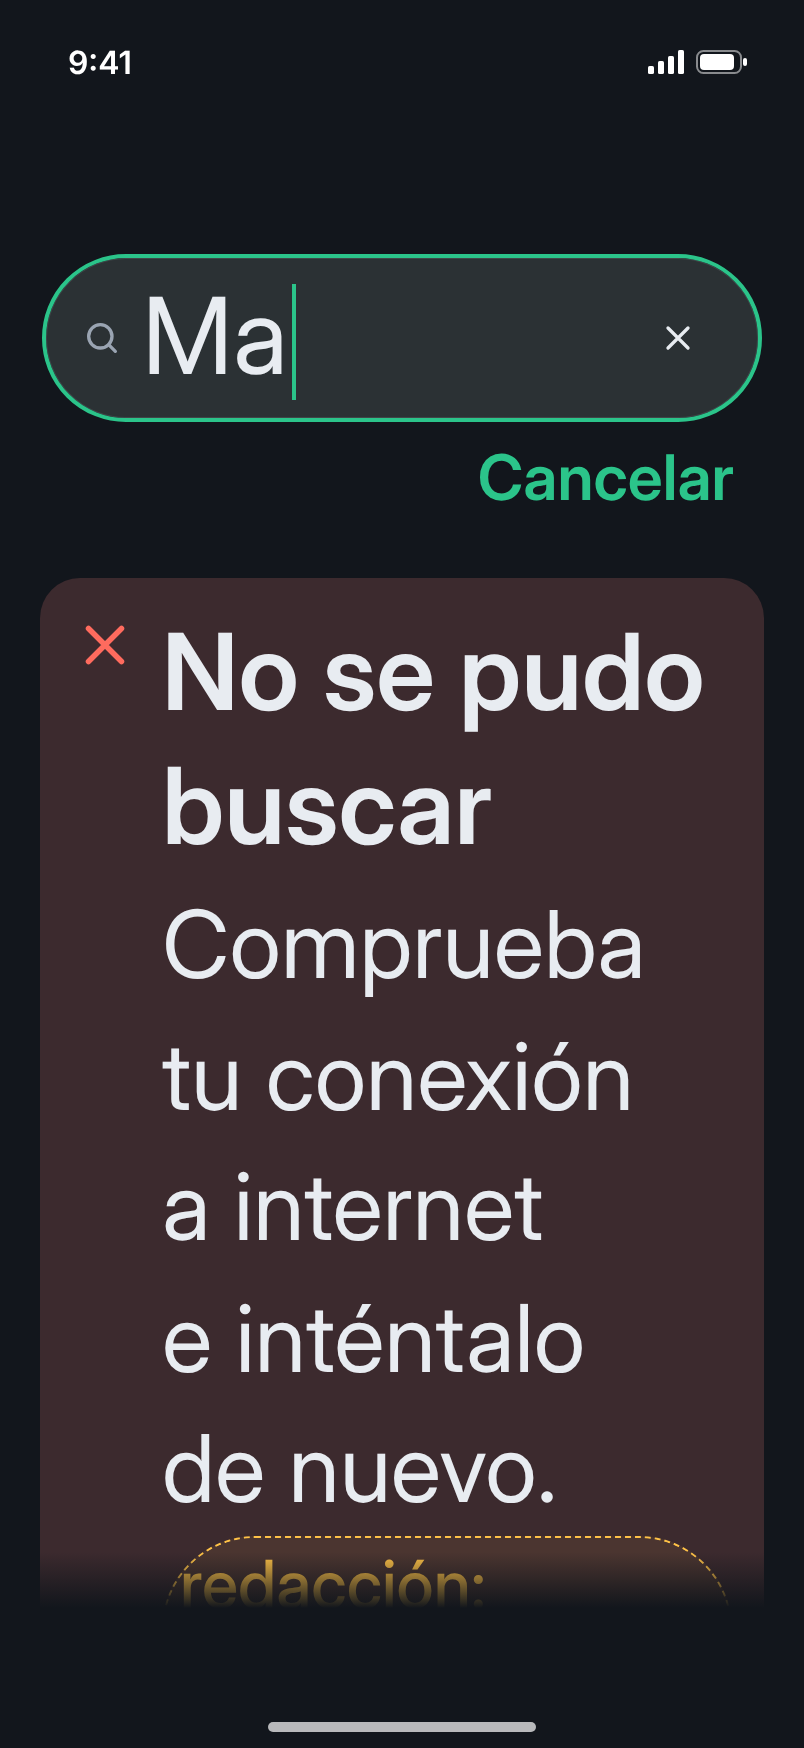 9:41
Ma
Cancelar
No se pudo
buscar
Comprueba
tu conexión
a internet
e inténtalo
de nuevo.
redacción: